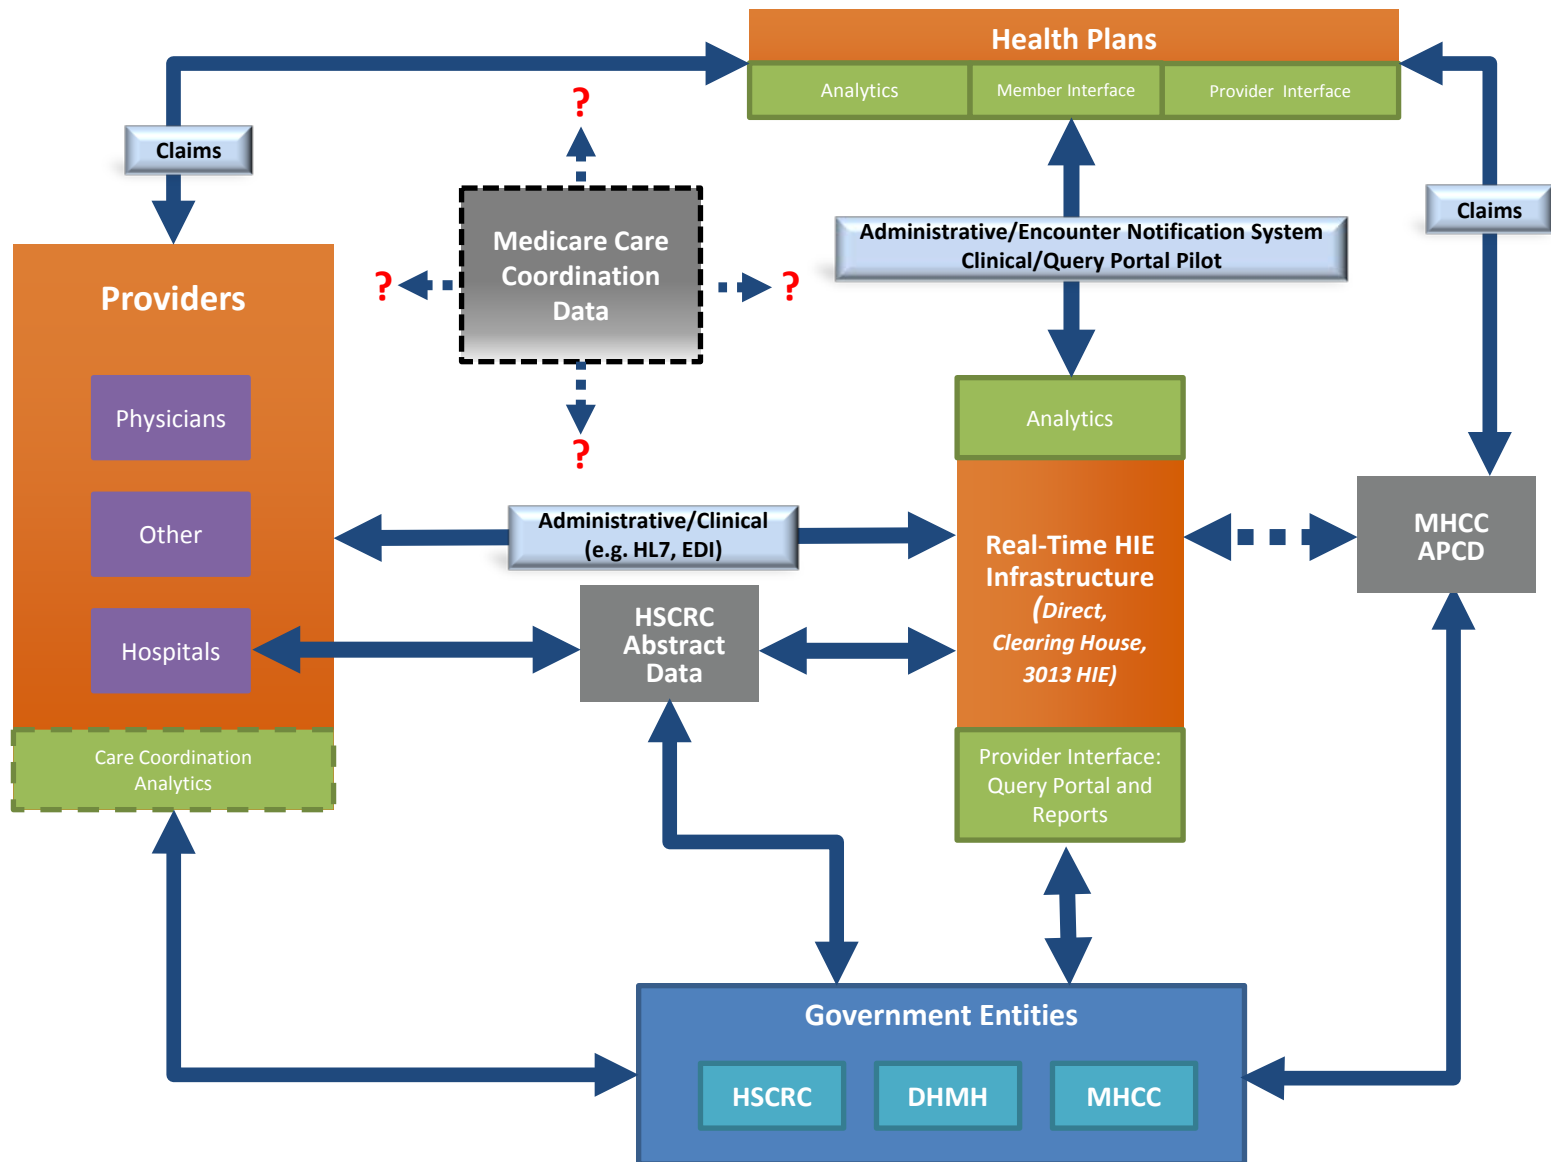 Health Plans
Analytics
Member Interface
Provider Interface
?
Claims
Claims
Medicare Care
Coordination
Data
?
?
?
Administrative/Encounter Notification System
Clinical/Query Portal Pilot
Providers
Physicians
Other
Hospitals
Care Coordination
Analytics
Administrative/Clinical
(e.g. HL7, EDI)
HSCRC
Abstract
Data
Analytics
Real-Time HIE
Infrastructure
(Direct,
Clearing House,
3013 HIE)
Provider Interface:
Query Portal and
Reports
MHCC
APCD
Government Entities
HSCRC
DHMH
MHCC